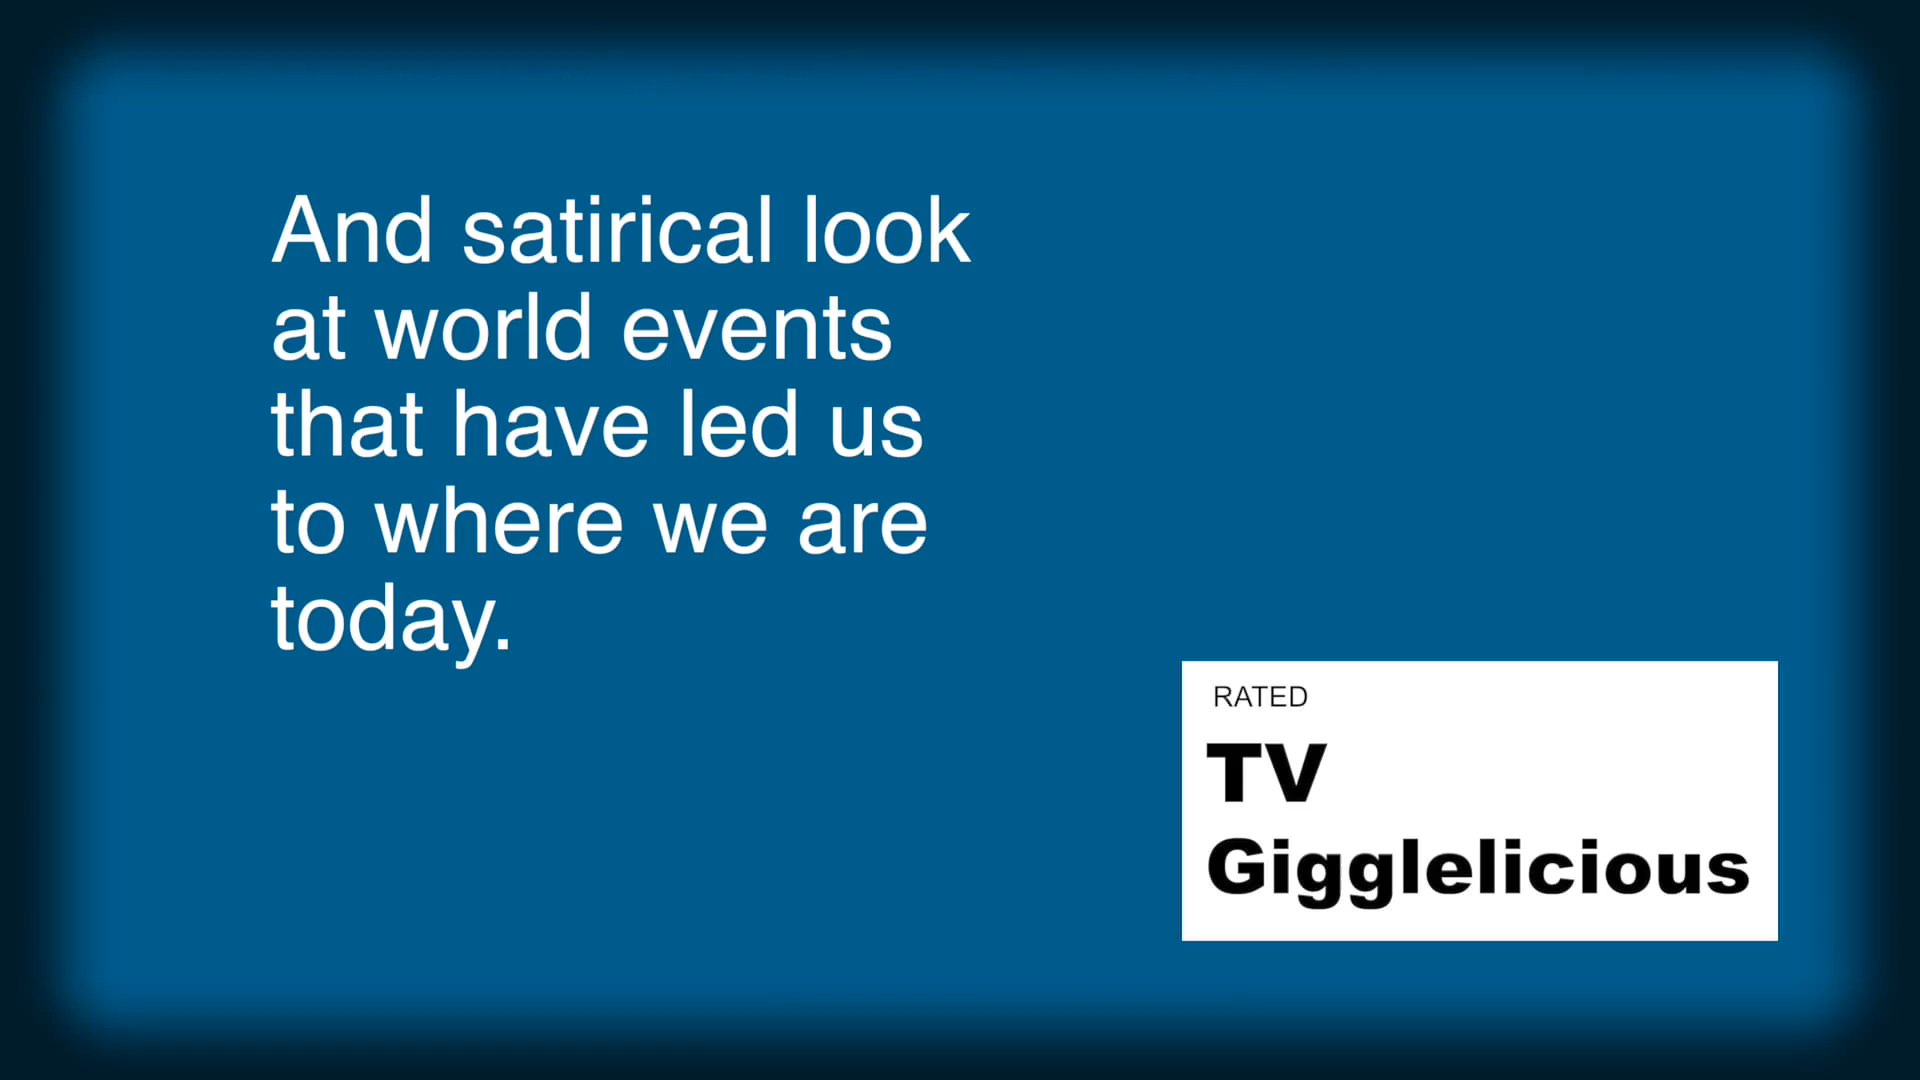 And satirical look
at world events
that have led us
to where we are
today.
RATED
TV
Gigglelicious